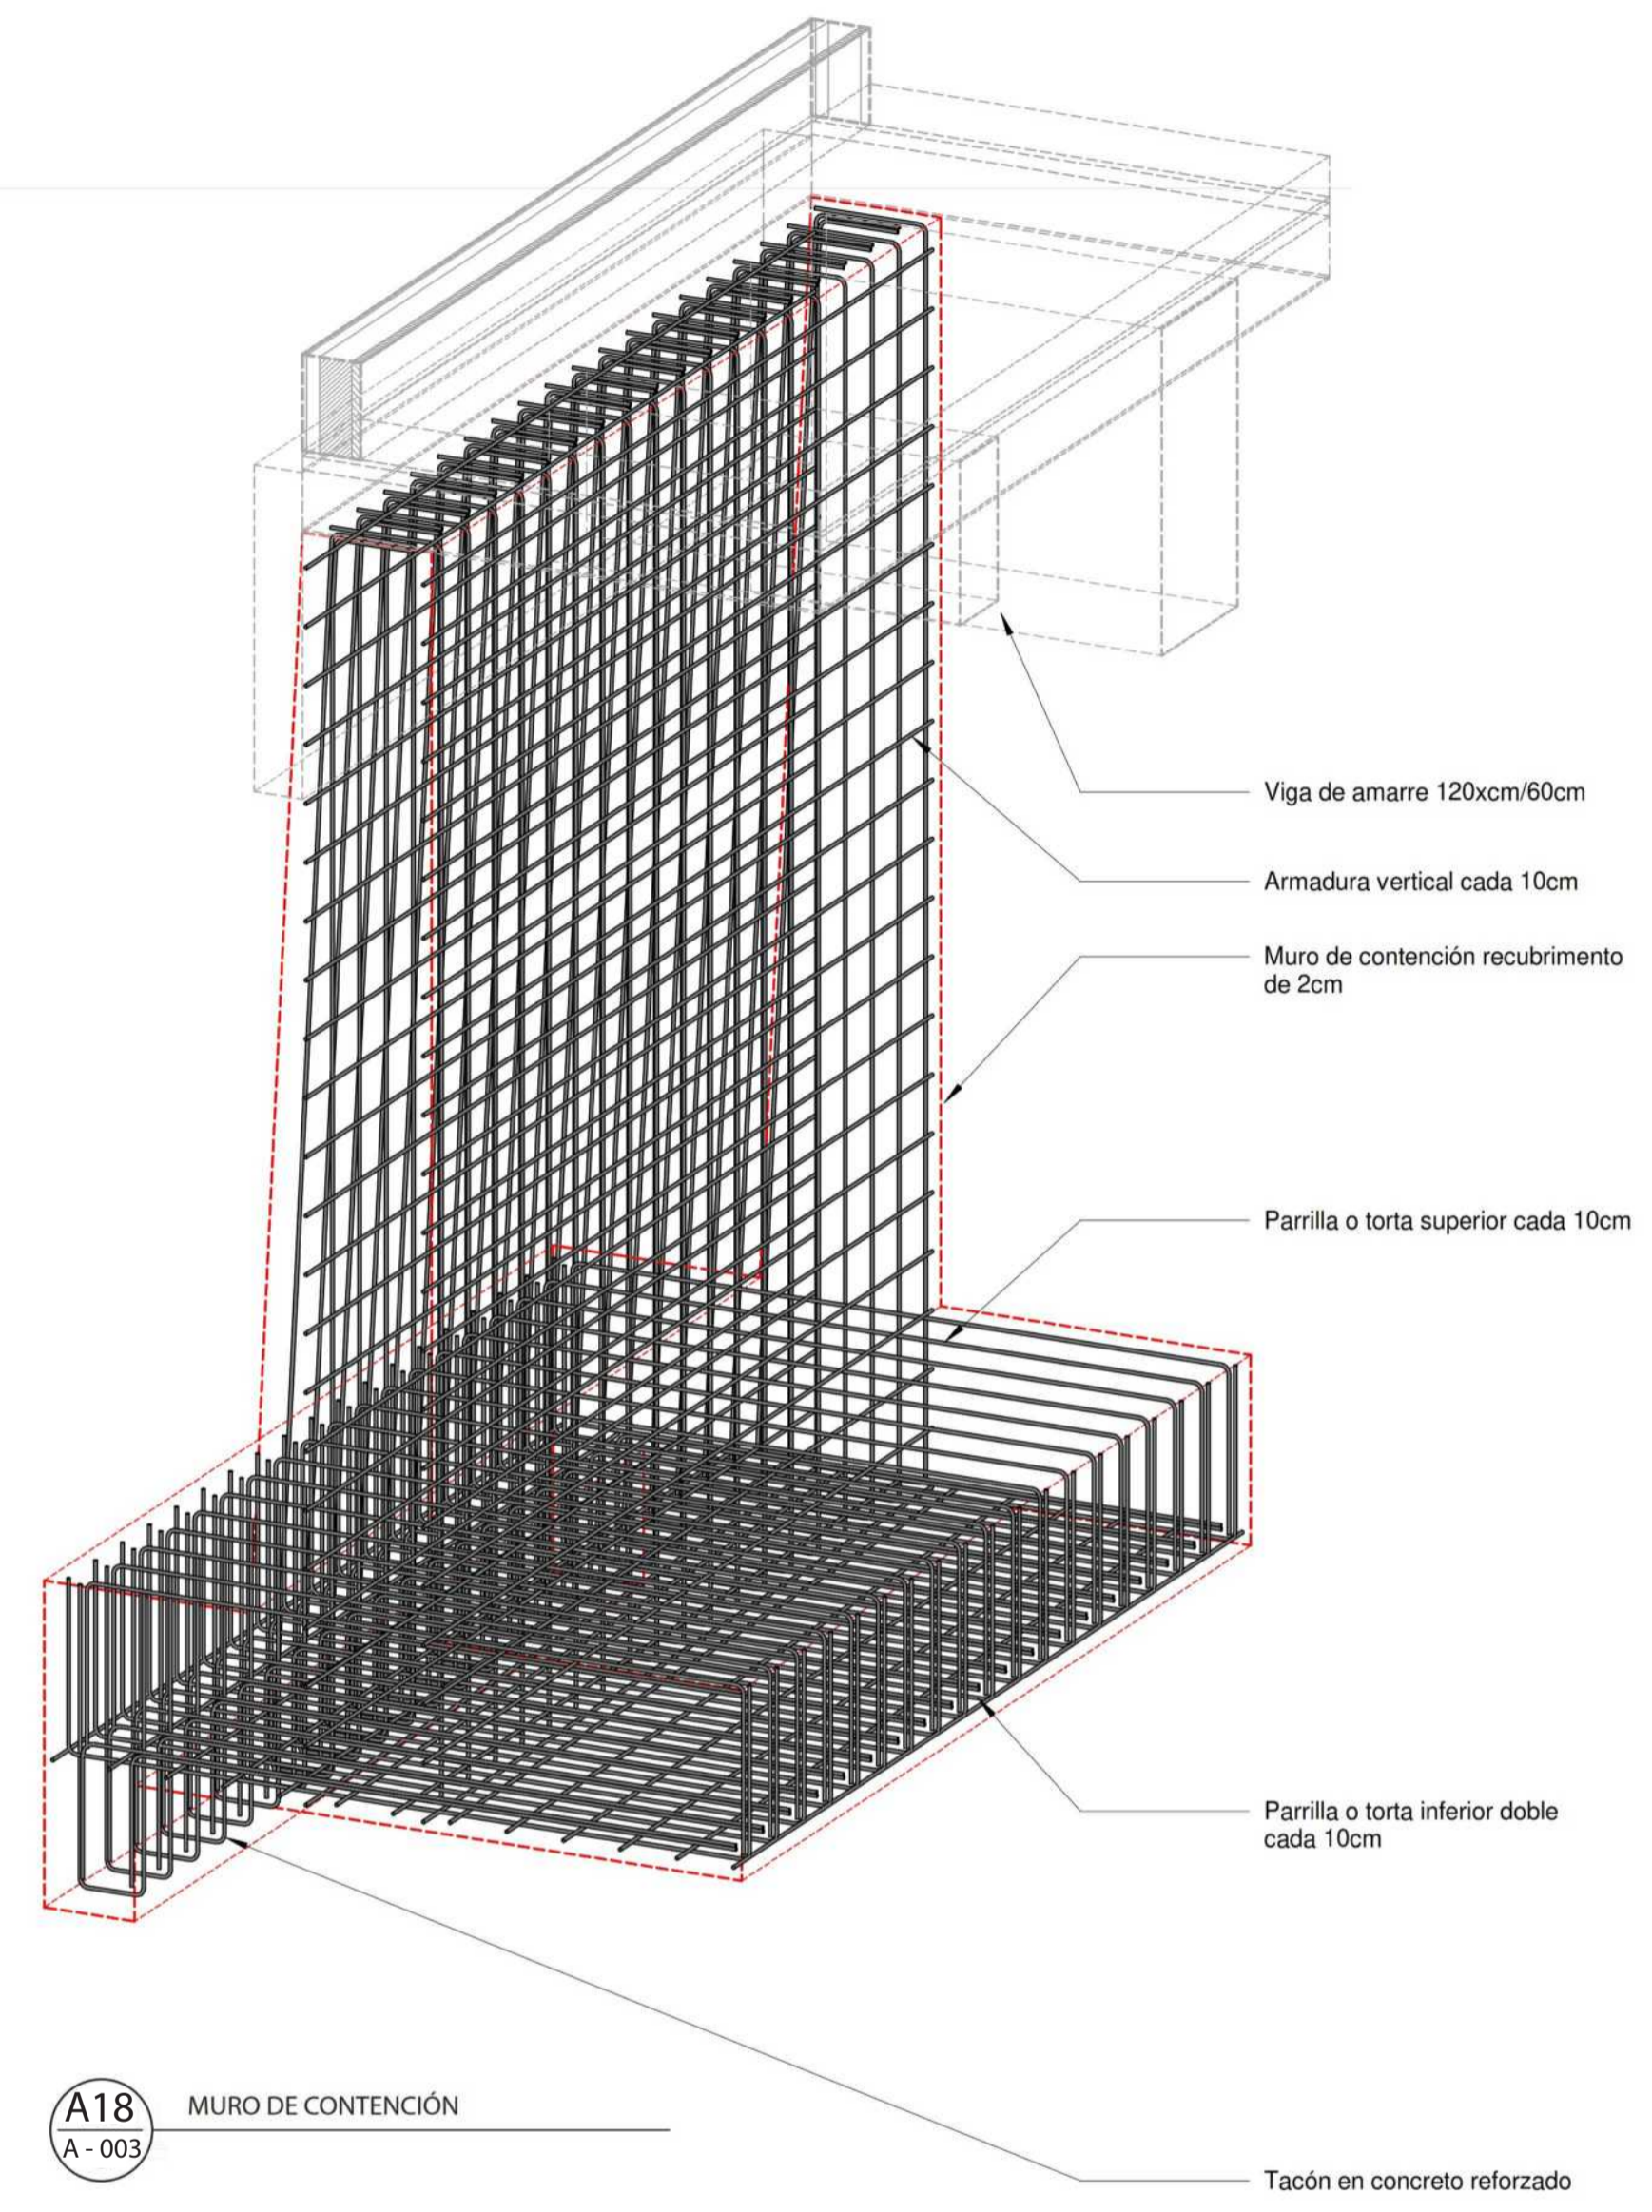 Viga de amarre 120xcm/60cm
Armadura vertical cada 10cm
Muro de contención recubrimento
de 2cm
Parrilla o torta superior cada 10cm
Parrilla o torta inferior doble
cada 10cm
A18
A - 003
MURO DE CONTENCIÓN
Tacón en concreto reforzado